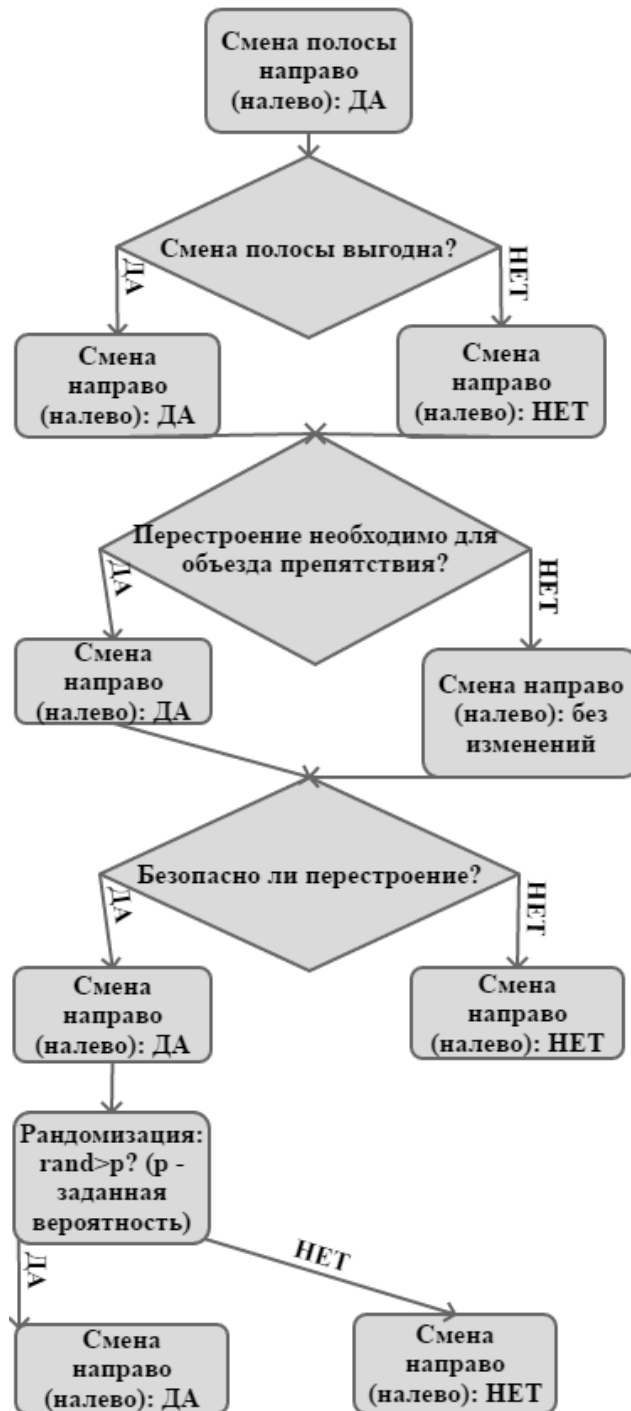 Смена полосы
направо
(налево): ДА
Смена полосы выгодна?
ДА
НЕТ
Смена
направо
(налево): ДА
Смена
направо
(налево): НЕТ
Перестроение необходимо для
объезда препятствия?
ДА
НЕТ
Смена
направо
(налево): ДА
Смена направо
(налево): без
изменений
Безопасно ли перестроение?
ДА
НЕТ
Смена
направо
(налево): ДА
Смена
направо
(налево): НЕТ
Рандомизация:
rand>p? (p -
заданная
вероятность)
ДА
НЕТ
Смена
направо
(налево): ДА
Смена
направо
(налево): НЕТ